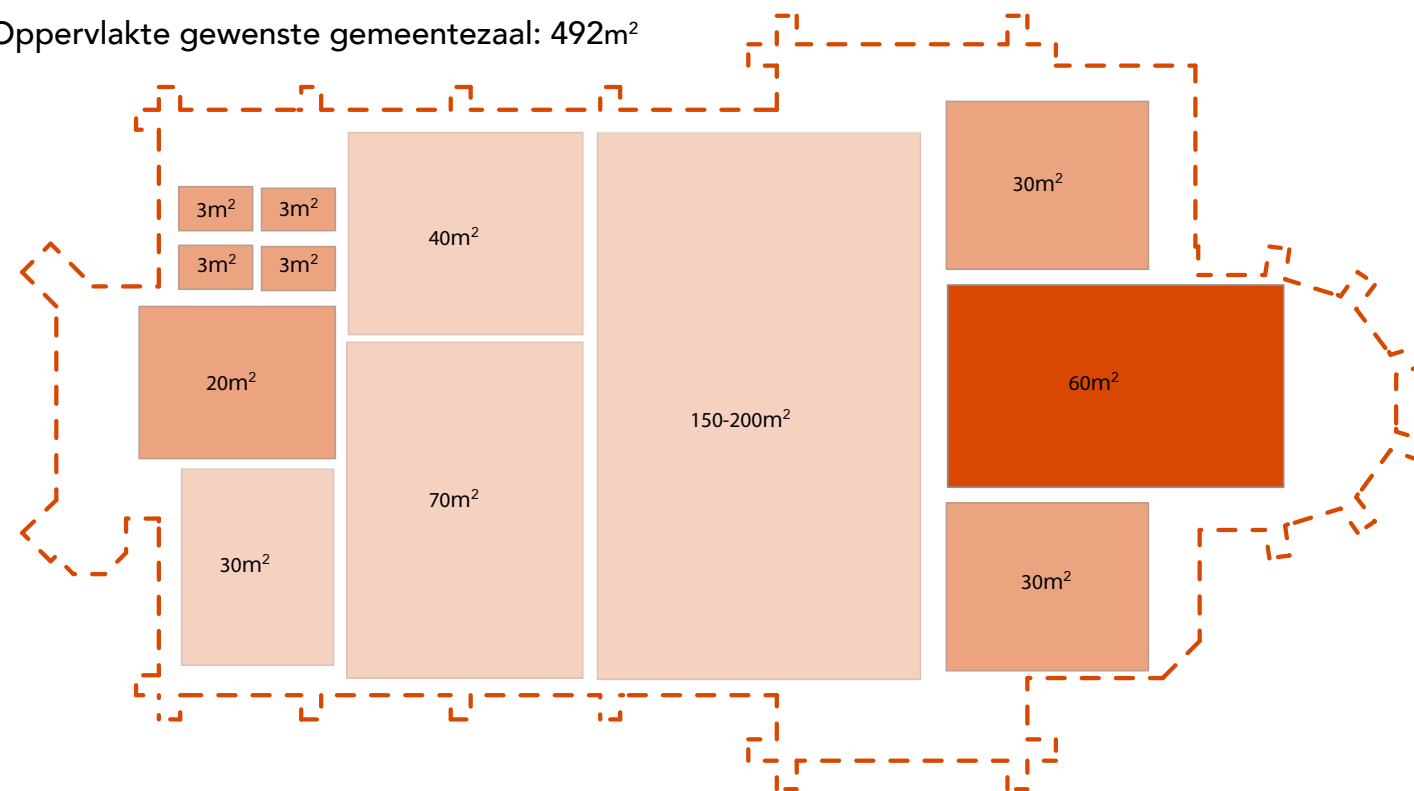 Oppervlakte gewenste gemeentezaal: 492m²
30m²
3m² 3m²
40m²
3m² 3m²
20m²
60m²
150-200m²
70m²
30m²
30m²